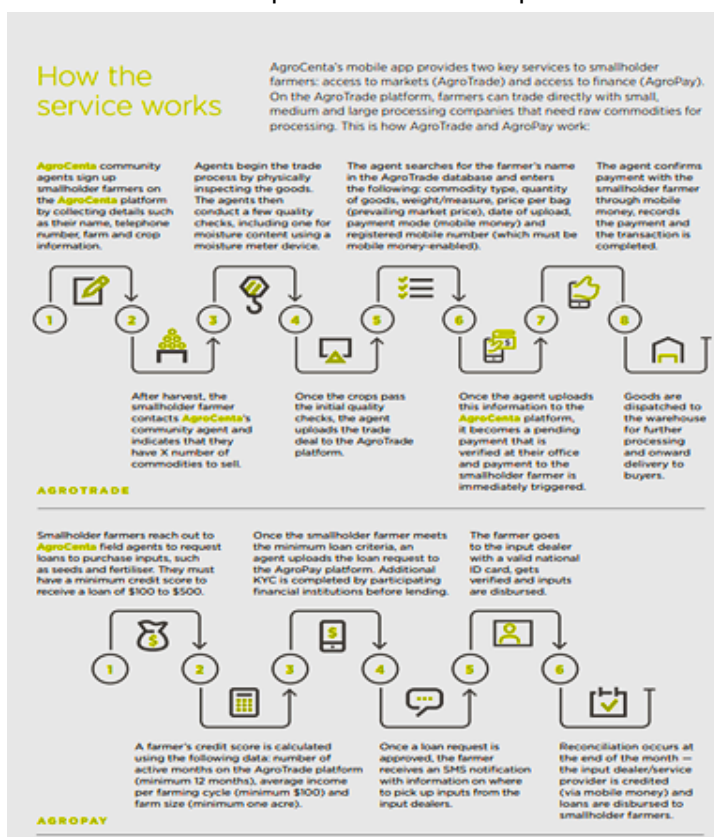 How the
service works
AgroCenta's mobile app provides two key services to smallholder
farmers: access to markets (AgroTrade) and access to finance (AgroPay).
On the AgroTrade platform, farmers can trade directly with small,
medium and large processing companies that need raw commodities for
processing. This is how AgroTrade and AgroPay work:
AgroCenta community
agents sign up
smallholder farmers on
the AgroCenta platform
by collecting details such
as their name, telephone
number, farm and crop
information.
Agents begin the trade
process by physically
inspecting the goods.
The agents then
conduct a few quality
checks, including one for
moisture content using a
moisture meter device.
The agent searches for the farmer's name
in the AgroTrade database and enters
the following: commodity type, quantity
of goods, weight/measure, price per bag
(prevailing market price), date of upload,
payment mode (mobile money) and
registered mobile number (which must be
mobile money-enabled).
The agent confirms
payment with the
smallholder farmer
through mobile
money, records
the payment and
the transaction is
completed.
1 2 3 4 5 6 7 8
After harvest, the
smallholder farmer
contacts AgroCenta's
community agent and
indicates that they
have X number of
commodities to sell.
Once the crops pass
the initial quality
checks, the agent
uploads the trade
deal to the AgroTrade
platform.
Once the agent uploads
this information to the
AgroCenta platform,
it becomes a pending
payment that is
verified at their office
and payment to the
smallholder farmer is
immediately triggered.
Goods are
dispatched to
the warehouse
for further
processing
and onward
delivery to
buyers.
AGROTRADE
Smallholder farmers reach out to
AgroCenta field agents to request
loans to purchase inputs, such
as seeds and fertiliser. They must
have a minimum credit score to
receive a loan of $100 to $500.
Once the smallholder farmer meets
the minimum loan criteria, an
agent uploads the loan request to
the AgroPay platform. Additional
KYC is completed by participating
financial institutions before lending.
The farmer goes
to the input dealer
with a valid national
ID card, gets
verified and inputs
are disbursed.
1 2 3 4 5 6
A farmer's credit score is calculated
using the following data: number of
active months on the AgroTrade platform
(minimum 12 months), average income
per farming cycle (minimum $100) and
farm size (minimum one acre).
Once a loan request is
approved, the farmer
receives an SMS notification
with information on where
to pick up inputs from the
input dealers.
Reconciliation occurs at
the end of the month —
the input dealer/service
provider is credited
(via mobile money) and
loans are disbursed to
smallholder farmers.
AGROPAY